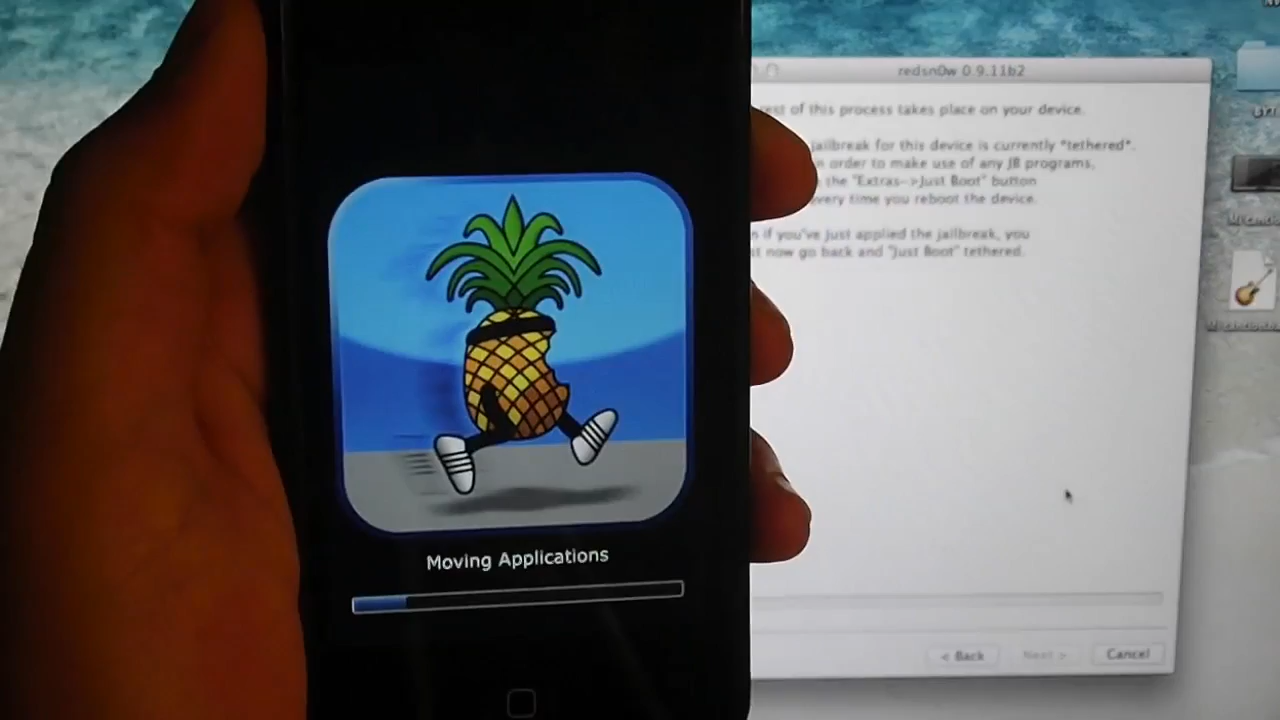 redsn0w 0.9.11b2
rest of this process takes place on your device.
jailbreak for this device is currently *tethered*.
in order to make use of any JB programs,
the "Extras-->Just Boot" button
every time you reboot the device.
if you've just applied the jailbreak, you
now go back and "Just Boot" tethered.
Moving Applications
< Back
Next >
Cancel